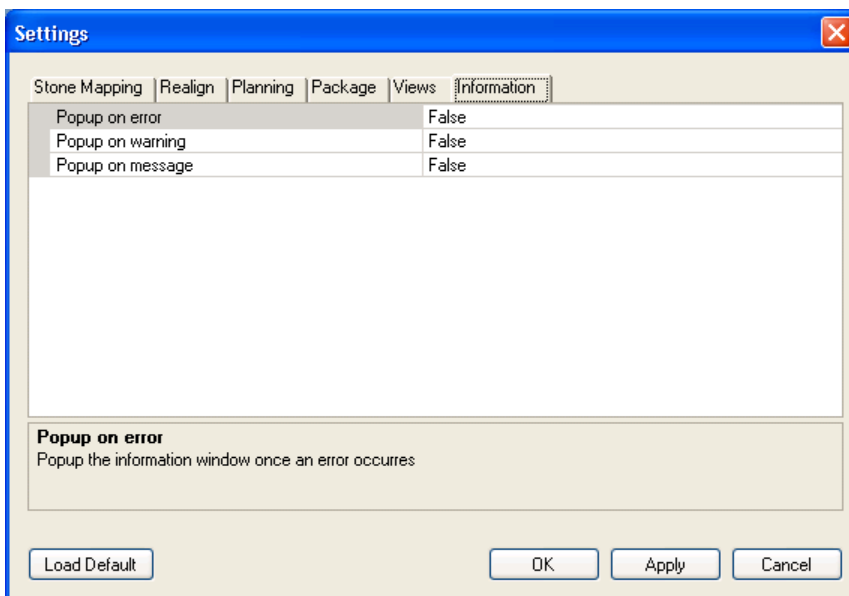 Settings
Stone Mapping Realign Planning Package Views Information
Popup on error False
Popup on warning False
Popup on message False
Popup on error
Popup the information window once an error occurres
Load Default OK Apply Cancel